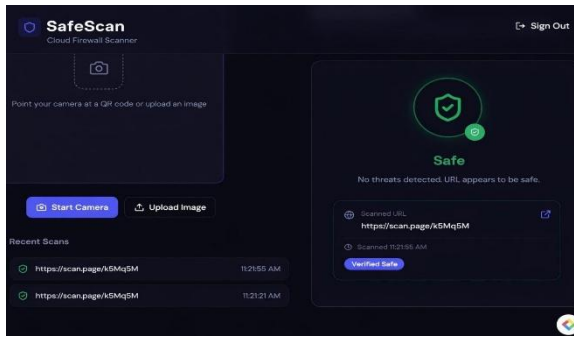 SafeScan
Cloud Firewall Scanner
Sign Out
Point your camera at a QR code or upload an image
Start Camera
Upload Image
Recent Scans
https://scan.page/k5Mq5M 11:21:55 AM
https://scan.page/k5Mq5M 11:21:21 AM
Safe
No threats detected. URL appears to be safe.
Scanned URL
https://scan.page/k5Mq5M
Scanned 11:21:55 AM
Verified Safe